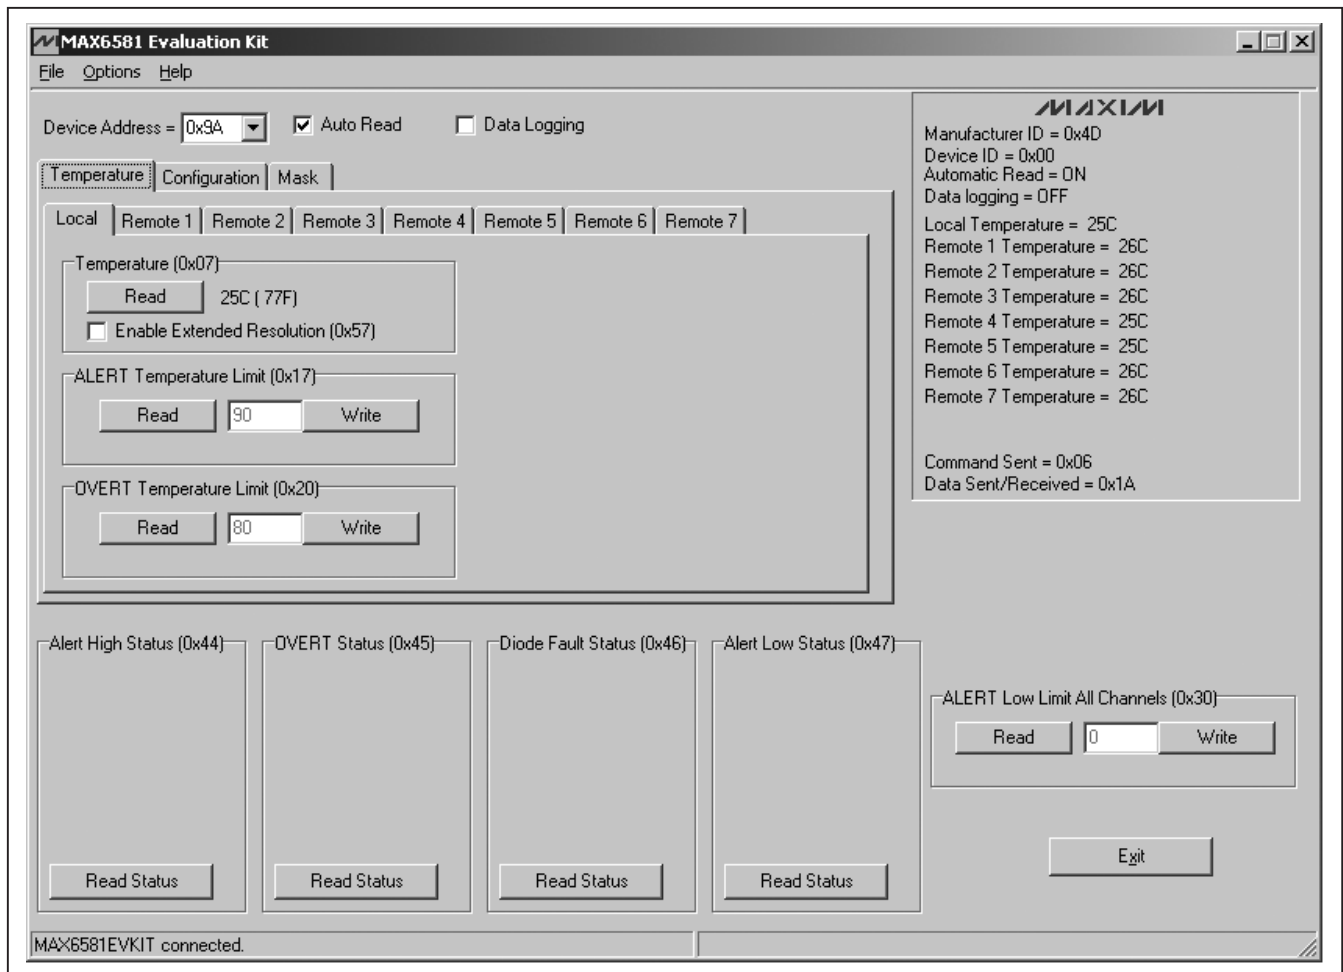 MAX6581 Evaluation Kit
File Options Help
Device Address = 0x9A Auto Read Data Logging
Temperature Configuration Mask
Local Remote 1 Remote 2 Remote 3 Remote 4 Remote 5 Remote 6 Remote 7
Temperature (0x07)
Read 25C ( 77F)
Enable Extended Resolution (0x57)
ALERT Temperature Limit (0x17)
Read 90 Write
OVERT Temperature Limit (0x20)
Read 80 Write
MAXIM
Manufacturer ID = 0x4D
Device ID = 0x00
Automatic Read = ON
Data logging = OFF
Local Temperature = 25C
Remote 1 Temperature = 26C
Remote 2 Temperature = 26C
Remote 3 Temperature = 26C
Remote 4 Temperature = 25C
Remote 5 Temperature = 25C
Remote 6 Temperature = 26C
Remote 7 Temperature = 26C
Command Sent = 0x06
Data Sent/Received = 0x1A
Alert High Status (0x44) OVERT Status (0x45) Diode Fault Status (0x46) Alert Low Status (0x47)
Read Status Read Status Read Status Read Status
ALERT Low Limit All Channels (0x30)
Read 0 Write
Exit
MAX6581EVKIT connected.